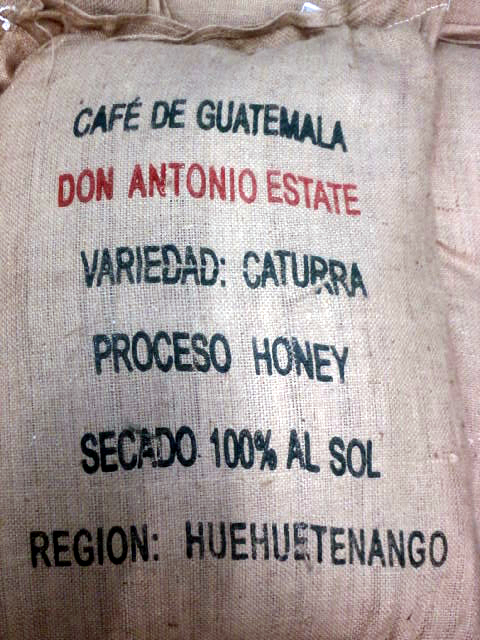 CAFÉ DE GUATEMALA
DON ANTONIO ESTATE
VARIEDAD: CATURRA
PROCESO HONEY
SECADO 100% AL SOL
REGION: HUEHUETENANGO